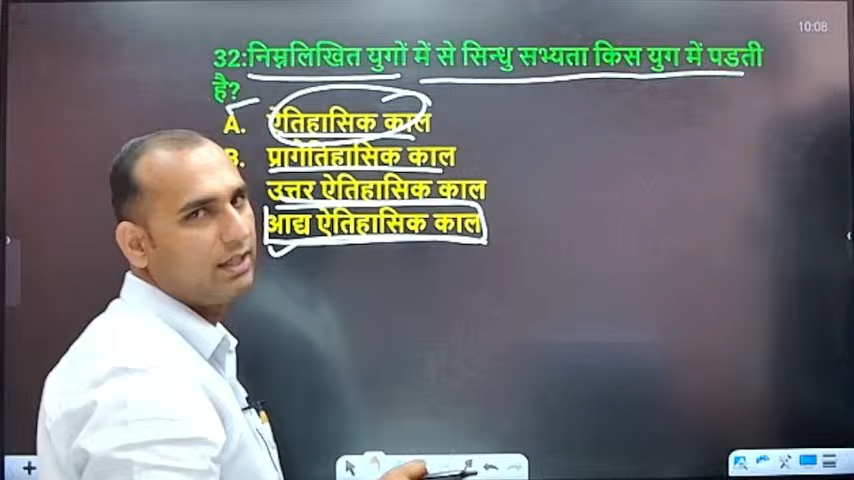 10:08
32:निम्नलिखित युगों में से सिन्धु सभ्यता किस युग में पडती
है?
A. ऐतिहासिक काल
B. प्रागेतिहासिक काल
उत्तर ऐतिहासिक काल
आद्य ऐतिहासिक काल